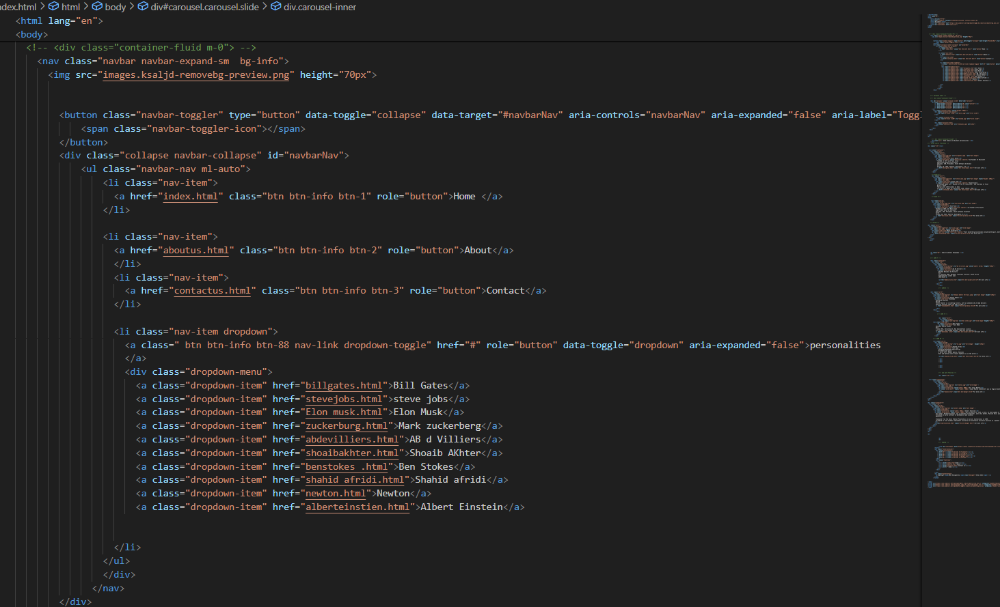 ndex.html > html > body > div#carousel.carousel.slide > div.carousel-inner
<html lang="en">
<body>
<!-- <div class="container-fluid m-0"> -->
<nav class="navbar navbar-expand-sm  bg-info">
<img src="images.ksaljd-removebg-preview.png" height="70px">
<button class="navbar-toggler" type="button" data-toggle="collapse" data-target="#navbarNav" aria-controls="navbarNav" aria-expanded="false" aria-label="Toggl
<span class="navbar-toggler-icon"></span>
</button>
<div class="collapse navbar-collapse" id="navbarNav">
<ul class="navbar-nav ml-auto">
<li class="nav-item">
<a href="index.html" class="btn btn-info btn-1" role="button">Home </a>
</li>
<li class="nav-item">
<a href="aboutus.html" class="btn btn-info btn-2" role="button">About</a>
</li>
<li class="nav-item">
<a href="contactus.html" class="btn btn-info btn-3" role="button">Contact</a>
</li>
<li class="nav-item dropdown">
<a class=" btn btn-info btn-88 nav-link dropdown-toggle" href="#" role="button" data-toggle="dropdown" aria-expanded="false">personalities
</a>
<div class="dropdown-menu">
<a class="dropdown-item" href="billgates.html">Bill Gates</a>
<a class="dropdown-item" href="stevejobs.html">steve jobs</a>
<a class="dropdown-item" href="Elon musk.html">Elon Musk</a>
<a class="dropdown-item" href="zuckerburg.html">Mark zuckerberg</a>
<a class="dropdown-item" href="abdevilliers.html">AB d Villiers</a>
<a class="dropdown-item" href="shoaibakhter.html">Shoaib AKhter</a>
<a class="dropdown-item" href="benstokes .html">Ben Stokes</a>
<a class="dropdown-item" href="shahid afridi.html">Shahid afridi</a>
<a class="dropdown-item" href="newton.html">Newton</a>
<a class="dropdown-item" href="alberteinstien.html">Albert Einstein</a>
</li>
</ul>
</div>
</nav>
</div>